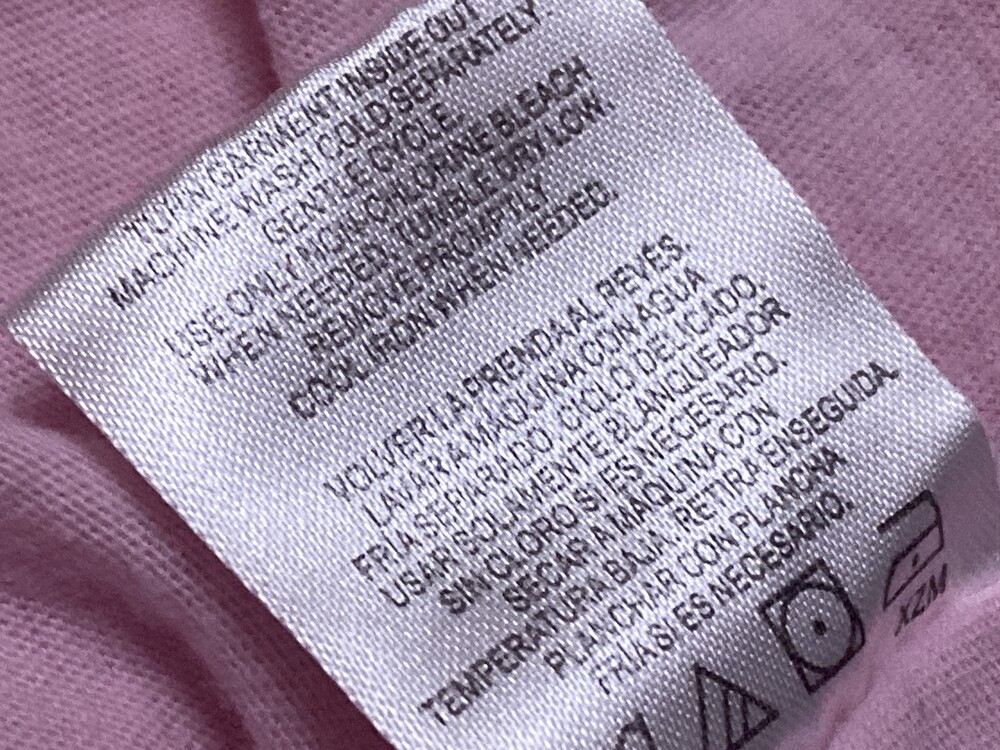 TURN GARMENT INSIDE OUT
MACHINE WASH COLD SEPARATELY.
GENTLE CYCLE.
USE ONLY NON-CHLORINE BLEACH
WHEN NEEDED. TUMBLE DRY LOW.
REMOVE PROMPTLY.
COOL IRON WHEN NEEDED.
VOLVER LA PRENDA AL REVÉS.
LAVAR A MAQUINA CON AGUA
FRIA SEPARADO. CICLO DELICADO.
USAR SOLAMENTE BLANQUEADOR
SIN CLORO SI ES NECESARIO.
SECAR A MAQUINA CON
TEMPERATURA BAJA. RETIRA ENSEGUIDA.
PLANCHAR CON PLANCHA
FRIA SI ES NECESARIO.
XZM